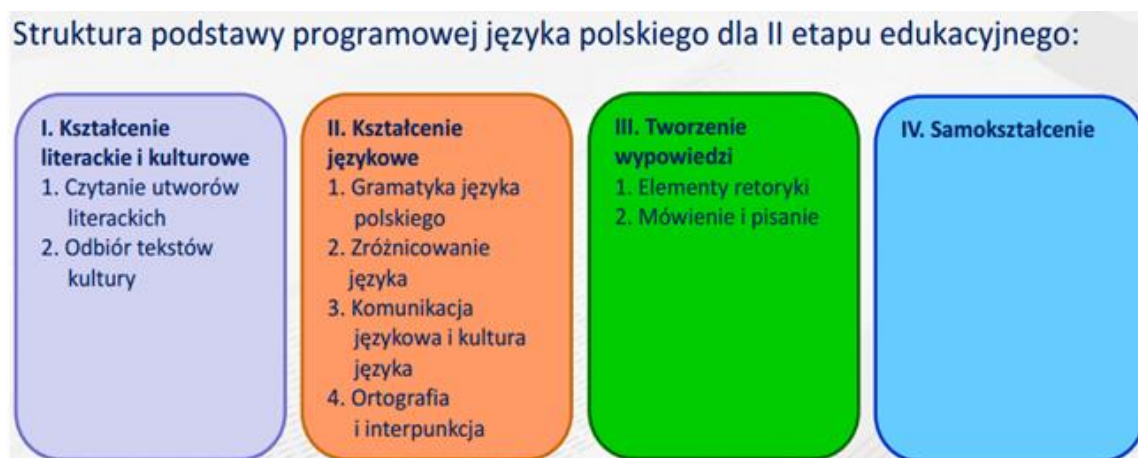 Struktura podstawy programowej języka polskiego dla II etapu edukacyjnego:
I. Kształcenie
literackie i kulturowe
1. Czytanie utworów
literackich
2. Odbiór tekstów
kultury
II. Kształcenie
językowe
1. Gramatyka języka
polskiego
2. Zróżnicowanie
języka
3. Komunikacja
językowa i kultura
języka
4. Ortografia
i interpunkcja
III. Tworzenie
wypowiedzi
1. Elementy retoryki
2. Mówienie i pisanie
IV. Samokształcenie